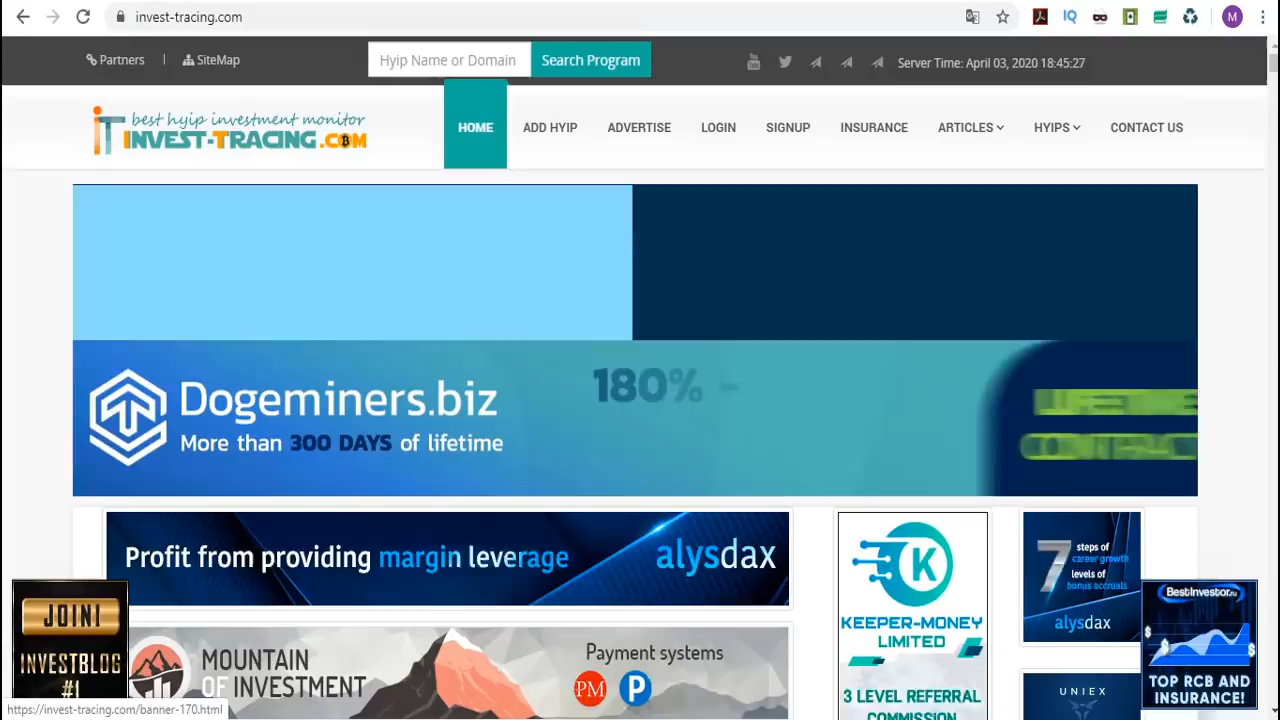 invest-tracing.com
M
Partners | SiteMap
Hyip Name or Domain
Search Program
Server Time: April 03, 2020 18:45:27
best hyip investment monitor
iT INVEST-TRACING.COM
HOME
ADD HYIP
ADVERTISE
LOGIN
SIGNUP
INSURANCE
ARTICLES
HYIPS
CONTACT US
Dogeminers.biz
More than 300 DAYS of lifetime
180% -
LIFETIME
CONTRACT
Profit from providing margin leverage
alysdax
KEEPER-MONEY
LIMITED
3 LEVEL REFERRAL
COMMISSION
7 steps of
career growth
levels of
bonus accruals
alysdax
JOIN!
INVESTBLOG
#1
MOUNTAIN
OF INVESTMENT
Payment systems
PM
P
UNIEX
BestInvestor.ru
TOP RCB AND
INSURANCE!
https://invest-tracing.com/banner-170.html